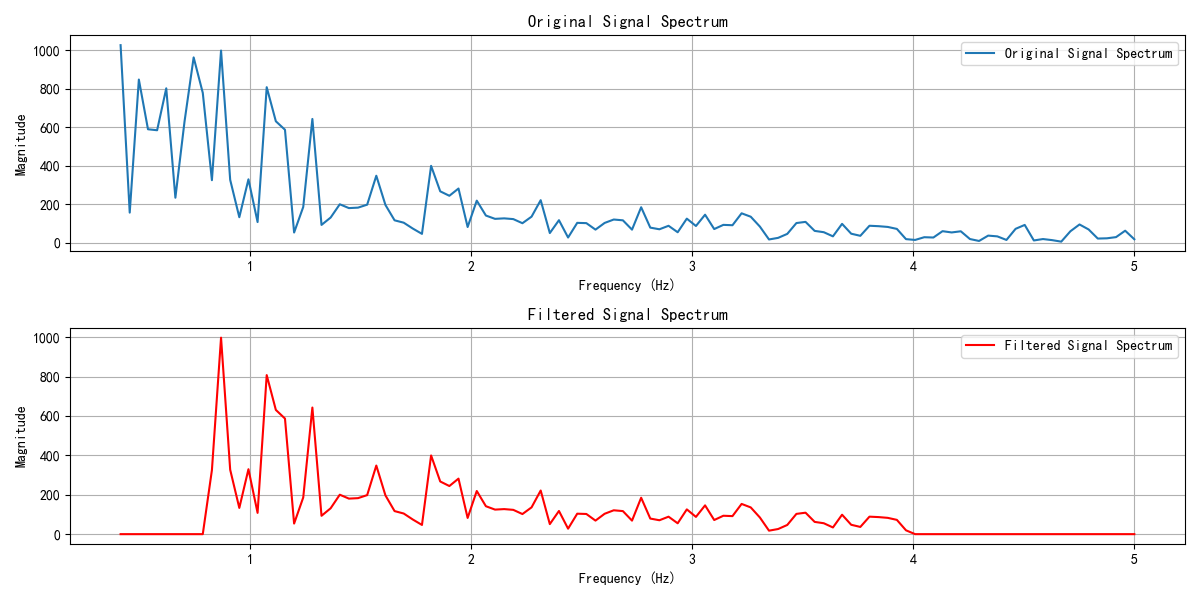 Original Signal Spectrum
1000
800
600
400
200
0
Magnitude
Original Signal Spectrum
1 2 3 4 5
Frequency (Hz)
Filtered Signal Spectrum
1000
800
600
400
200
0
Magnitude
Filtered Signal Spectrum
1 2 3 4 5
Frequency (Hz)